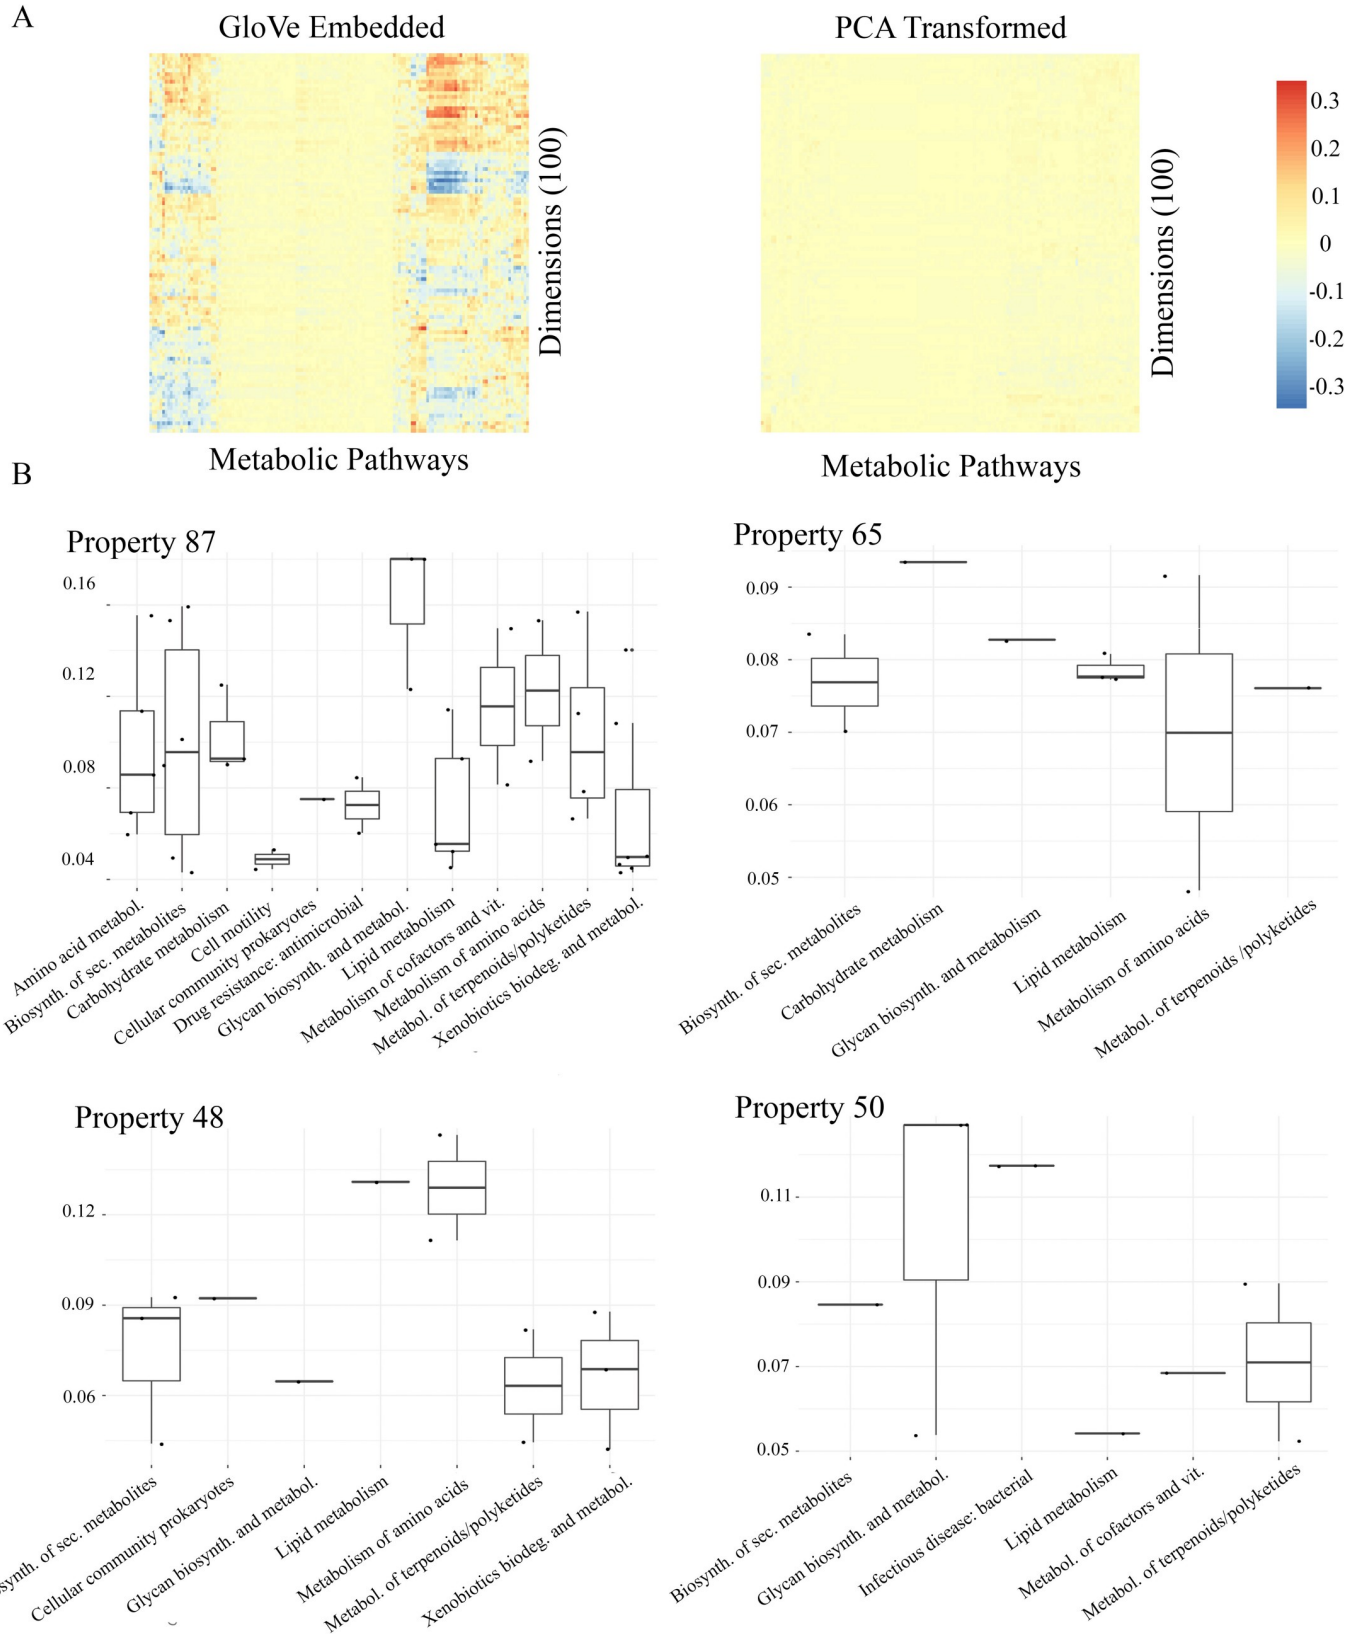 A
GloVe Embedded
PCA Transformed
Dimensions (100)
Dimensions (100)
0.3
0.2
0.1
0
-0.1
-0.2
-0.3
Metabolic Pathways
Metabolic Pathways
B
Property 87
0.16
0.12
0.08
0.04
Amino acid metabol.
Biosynth. of sec. metabolites
Carbohydrate metabolism
Cell motility
Cellular community prokaryotes
Drug resistance: antimicrobial
Glycan biosynth. and metabol.
Lipid metabolism
Metabolism of cofactors and vit.
Metabolism of amino acids
Metabol. of terpenoids/polyketides
Xenobiotics biodeg. and metabol.
Property 65
0.09
0.08
0.07
0.06
0.05
Biosynth. of sec. metabolites
Carbohydrate metabolism
Glycan biosynth. and metabolism
Lipid metabolism
Metabolism of amino acids
Metabol. of terpenoids /polyketides
Property 48
0.12
0.09
0.06
osynth. of sec. metabolites
Cellular community prokaryotes
Glycan biosynth. and metabol.
Lipid metabolism
Metabolism of amino acids
Metabol. of terpenoids/polyketides
Xenobiotics biodeg. and metabol.
Property 50
0.11
0.09
0.07
0.05
Biosynth. of sec. metabolites
Glycan biosynth. and metabol.
Infectious disease: bacterial
Lipid metabolism
Metabol. of cofactors and vit.
Metabol. of terpenoids/polyketides